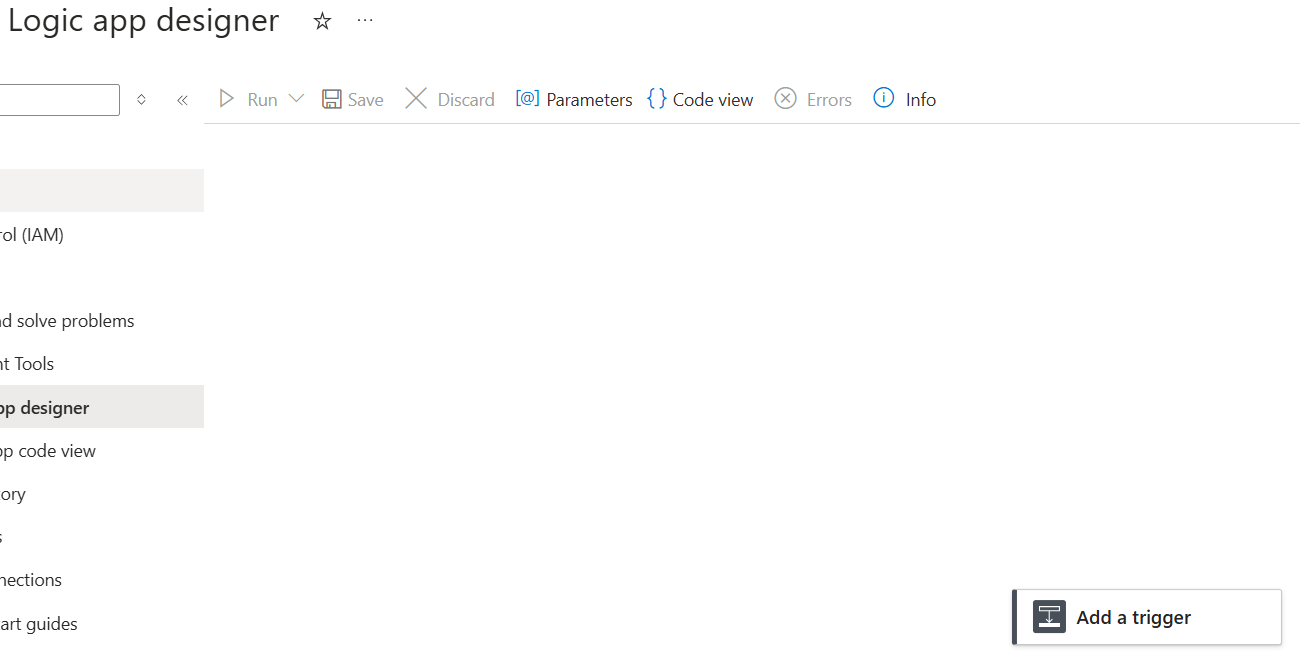 Logic app designer
Run Save Discard [@] Parameters {} Code view Errors Info
rol (IAM)
nd solve problems
nt Tools
pp designer
pp code view
tory
s
nections
art guides
Add a trigger